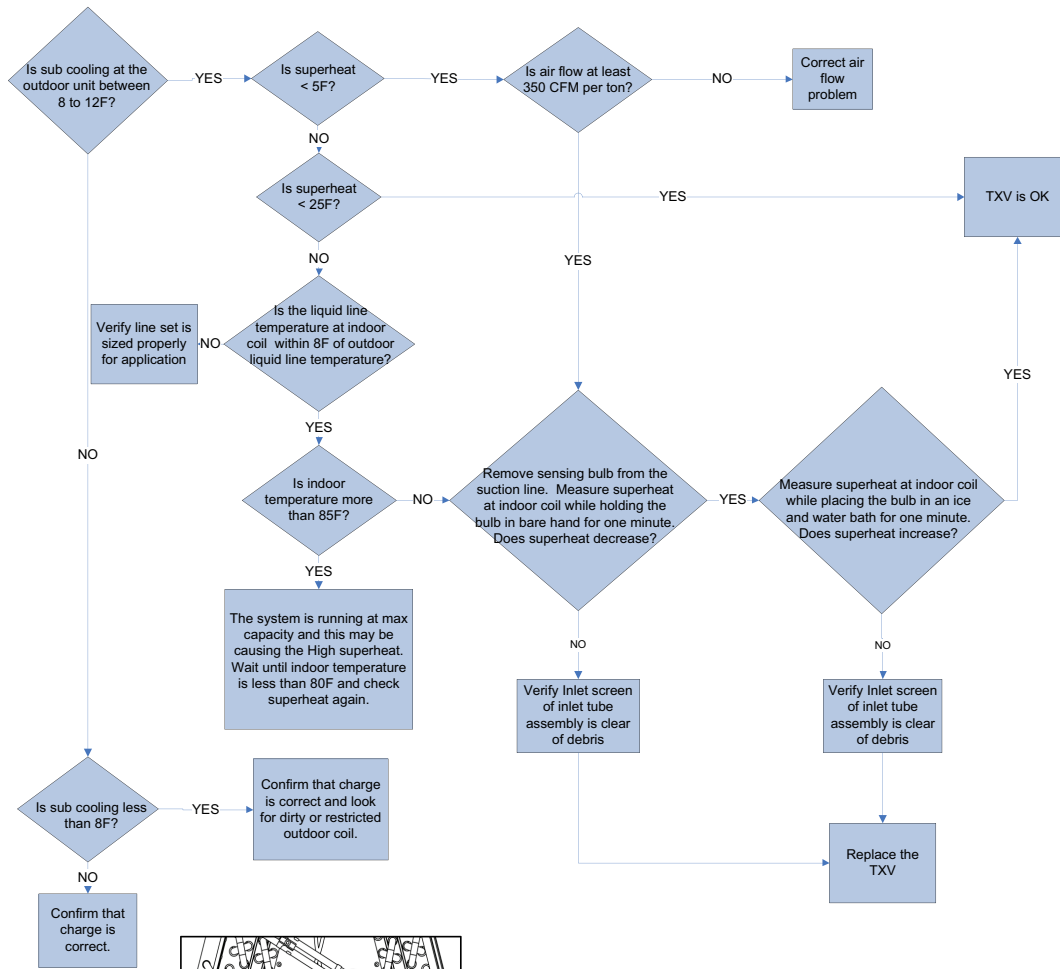 Is sub cooling at the
outdoor unit between
8 to 12F?
YES
Is superheat
< 5F?
YES
Is air flow at least
350 CFM per ton?
NO
Correct air
flow
problem
NO
Is superheat
< 25F?
YES
TXV is OK
NO
YES
Is the liquid line
temperature at indoor
coil within 8F of outdoor
liquid line temperature?
NO
Verify line set is
sized properly
for application
YES
NO
Is indoor
temperature more
than 85F?
NO
Remove sensing bulb from the
suction line. Measure superheat
at indoor coil while holding the
bulb in bare hand for one minute.
Does superheat decrease?
YES
Measure superheat at indoor coil
while placing the bulb in an ice
and water bath for one minute.
Does superheat increase?
YES
YES
The system is running at max
capacity and this may be
causing the High superheat.
Wait until indoor temperature
is less than 80F and check
superheat again.
NO
Verify Inlet screen
of inlet tube
assembly is clear
of debris
NO
Verify Inlet screen
of inlet tube
assembly is clear
of debris
Replace the
TXV
Is sub cooling less
than 8F?
YES
Confirm that charge
is correct and look
for dirty or restricted
outdoor coil.
NO
Confirm that
charge is
correct.